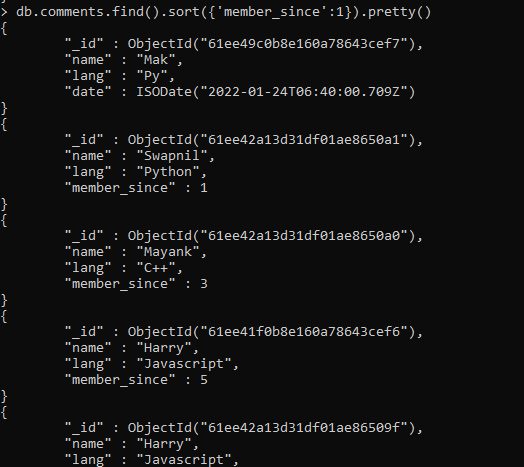 > db.comments.find().sort({'member_since':1}).pretty()
{
        "_id" : ObjectId("61ee49c0b8e160a78643cef7"),
        "name" : "Mak",
        "lang" : "Py",
        "date" : ISODate("2022-01-24T06:40:00.709Z")
}
{
        "_id" : ObjectId("61ee42a13d31df01ae8650a1"),
        "name" : "Swapnil",
        "lang" : "Python",
        "member_since" : 1
}
{
        "_id" : ObjectId("61ee42a13d31df01ae8650a0"),
        "name" : "Mayank",
        "lang" : "C++",
        "member_since" : 3
}
{
        "_id" : ObjectId("61ee41f0b8e160a78643cef6"),
        "name" : "Harry",
        "lang" : "Javascript",
        "member_since" : 5
}
{
        "_id" : ObjectId("61ee42a13d31df01ae86509f"),
        "name" : "Harry",
        "lang" : "Javascript",